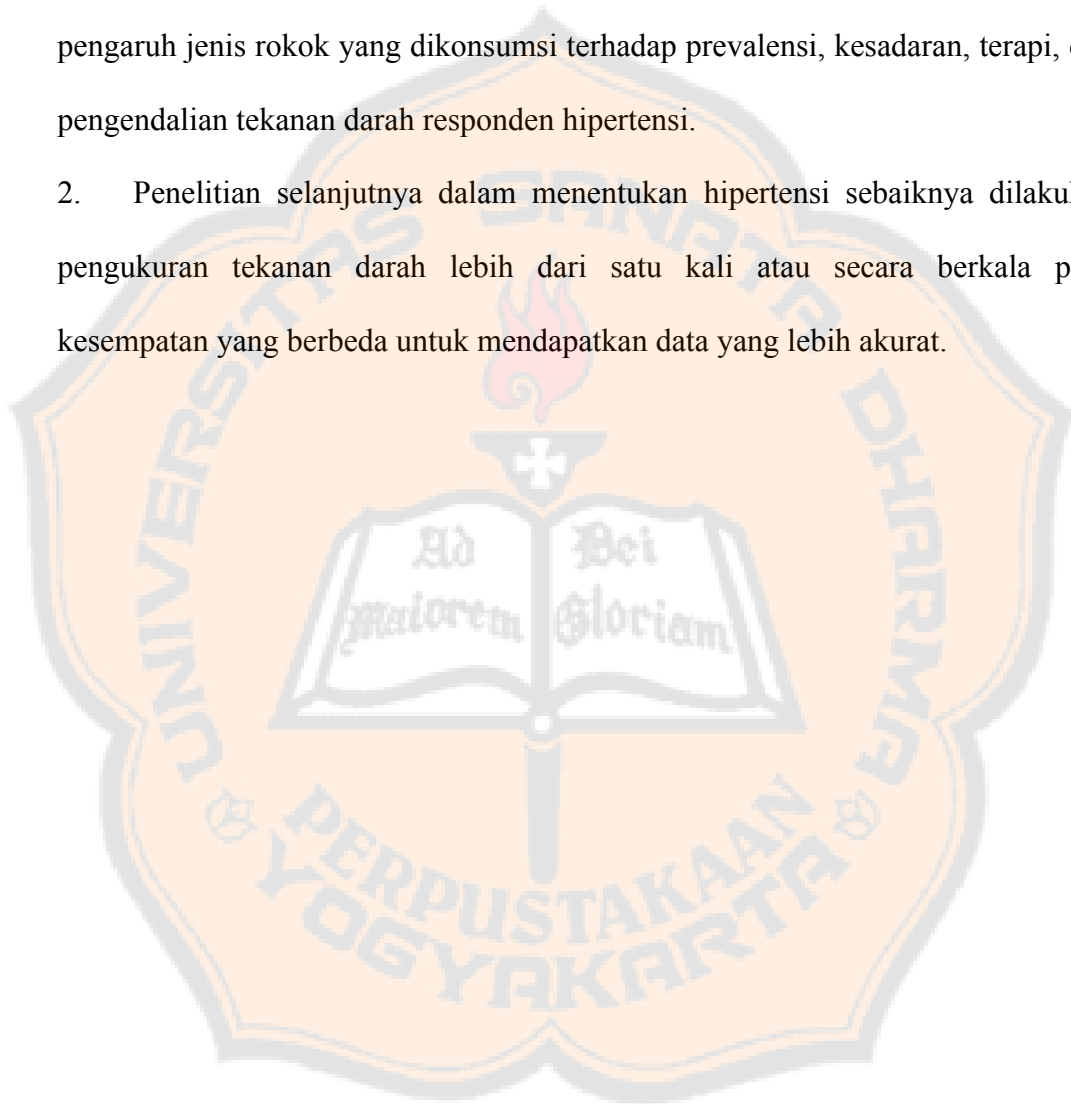 pengaruh jenis rokok yang dikonsumsi terhadap prevalensi, kesadaran, terapi,
pengendalian tekanan darah responden hipertensi.
2. Penelitian selanjutnya dalam menentukan hipertensi sebaiknya
pengukuran tekanan darah lebih dari satu kali atau secara berkala
kesempatan yang berbeda untuk mendapatkan data yang lebih akurat.
UNIVERSITAS SANATA DHARMA
Ad
Maiorem
Dei
Gloriam
PERPUSTAKAAN
YOGYAKARTA